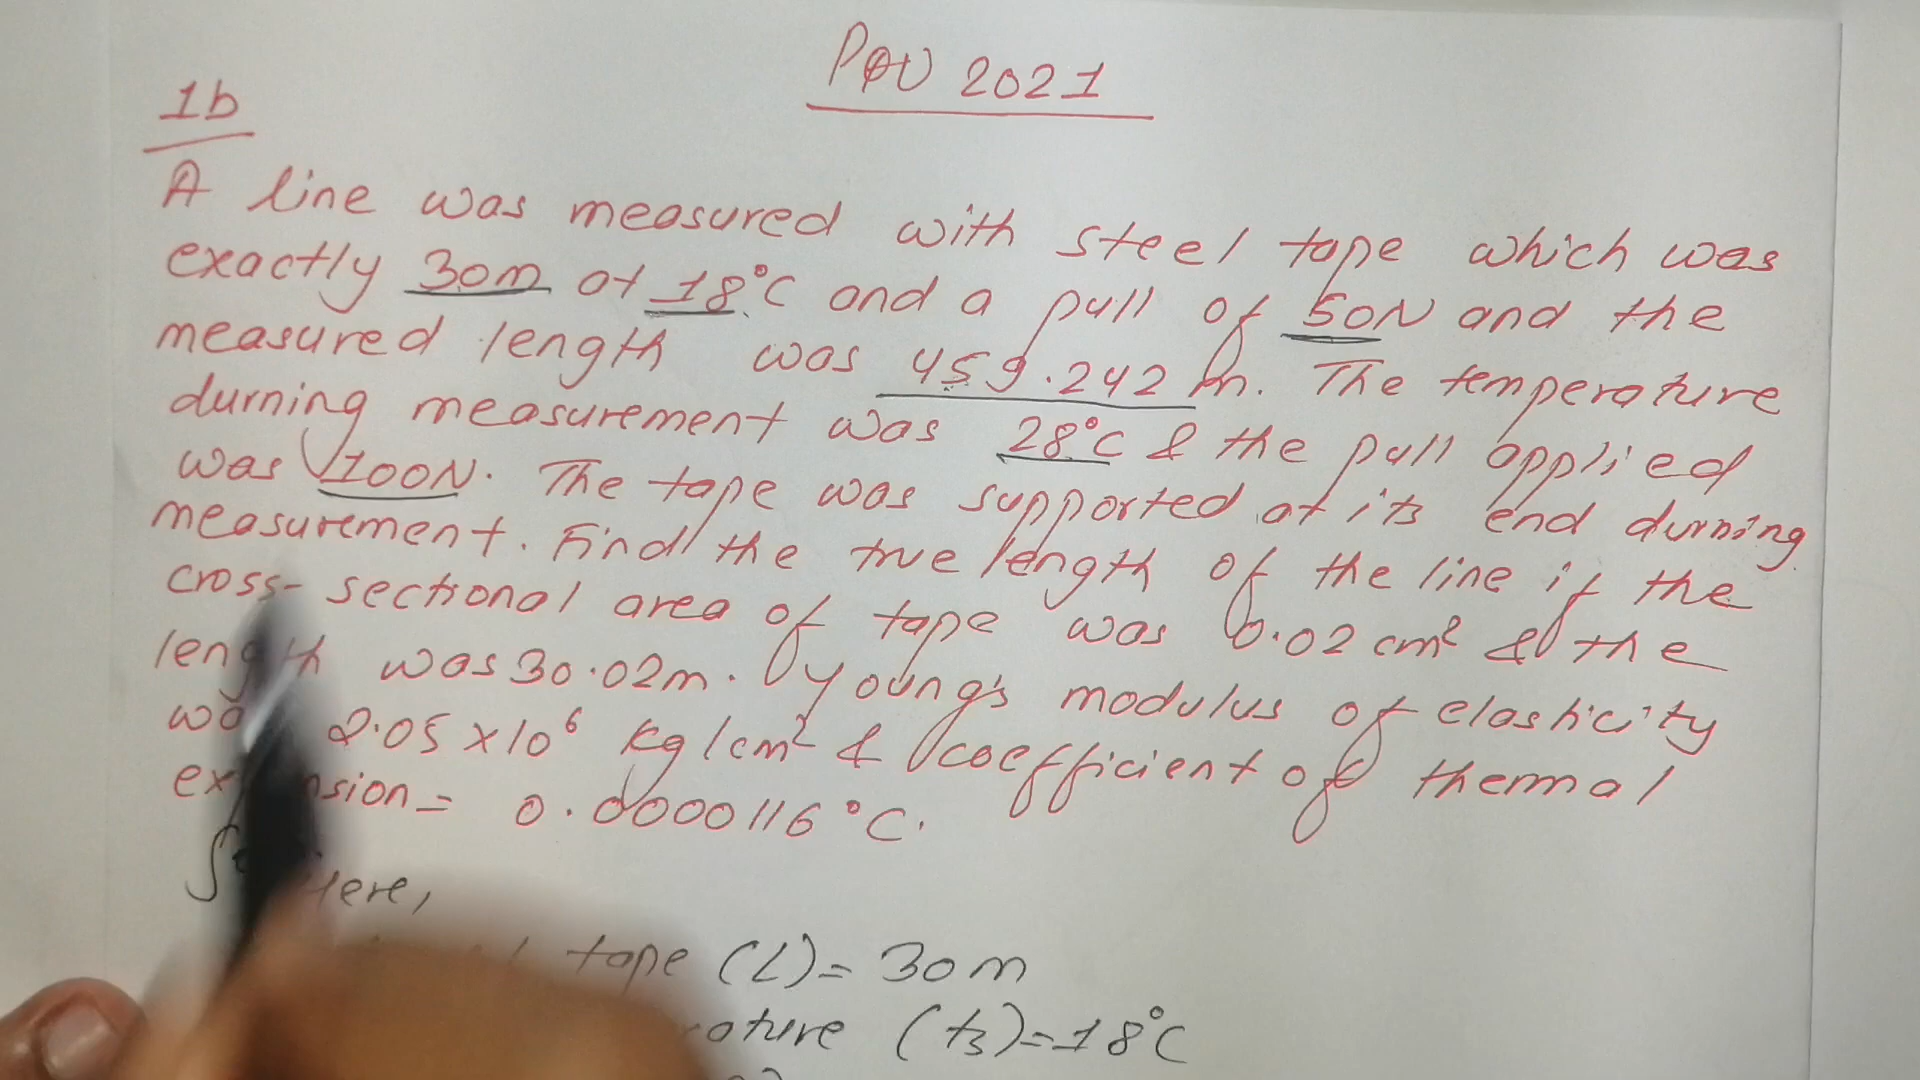 POU 2021
1b
A line was measured with steel tape which was
exactly 30m at 18°C and a pull of 50N and the
measured length was 459.242 m. The temperature
durning measurement was 28°C & the pull applied
was 100N. The tape was supported at its end durning
measurement. Find the true length of the line if the
cross-sectional area of tape was 0.02 cm² & the
length was 30.02m. Young's modulus of elasticity
2.05 x 10⁶ kg/cm² & coefficient of thermal
= 0.0000116°C.
tape (L) = 30m
(ts) = 18°C